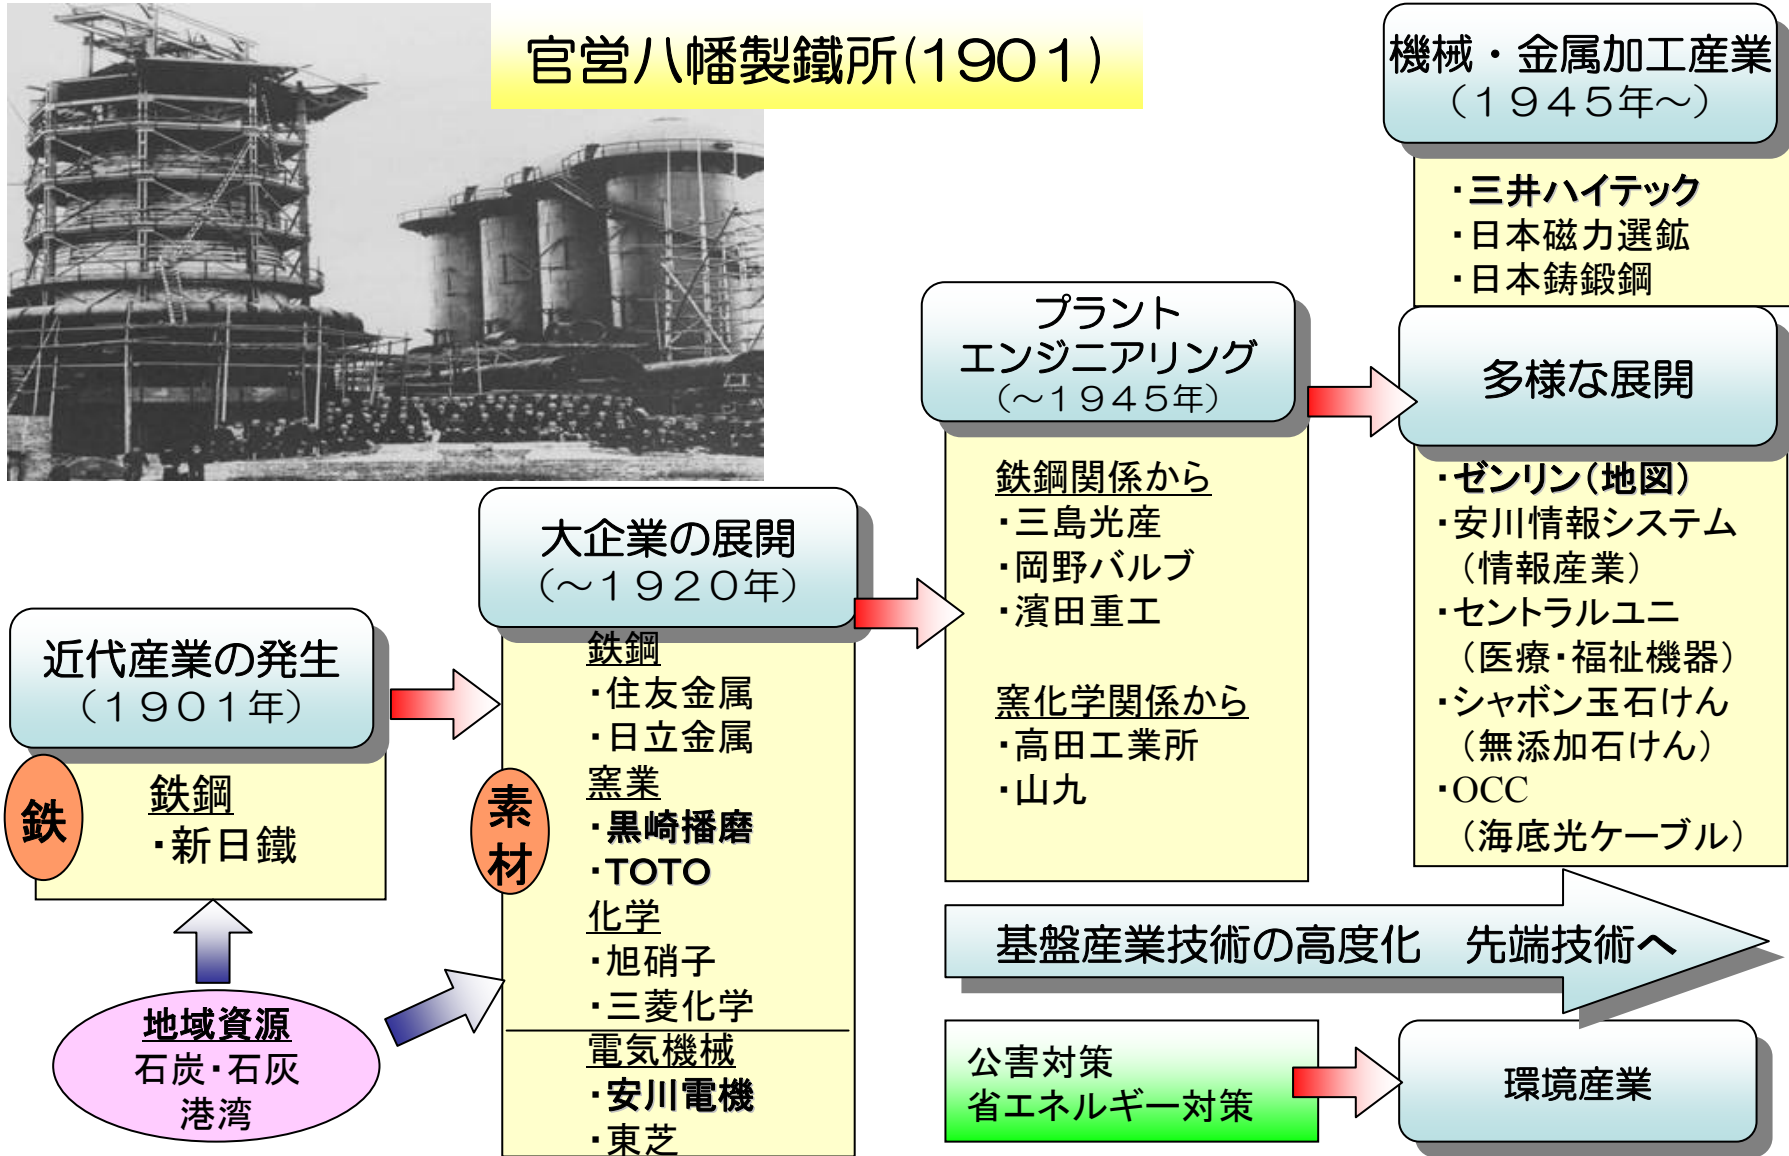 官営八幡製鐵所(1901)
機械・金属加工産業
（１９４５年～）
・三井ハイテック
・日本磁力選鉱
・日本鋳鍛鋼
プラント
エンジニアリング
（～１９４５年）
鉄鋼関係から
・三島光産
・岡野バルブ
・濱田重工
窯化学関係から
・高田工業所
・山九
多様な展開
・ゼンリン（地図）
・安川情報システム
（情報産業）
・セントラルユニ
（医療・福祉機器）
・シャボン玉石けん
（無添加石けん）
・OCC
（海底光ケーブル）
大企業の展開
（～１９２０年）
素
材
鉄鋼
・住友金属
・日立金属
窯業
・黒崎播磨
・TOTO
化学
・旭硝子
・三菱化学
電気機械
・安川電機
・東芝
近代産業の発生
（１９０１年）
鉄
鉄鋼
・新日鐵
地域資源
石炭・石灰
港湾
基盤産業技術の高度化　先端技術へ
公害対策
省エネルギー対策
環境産業